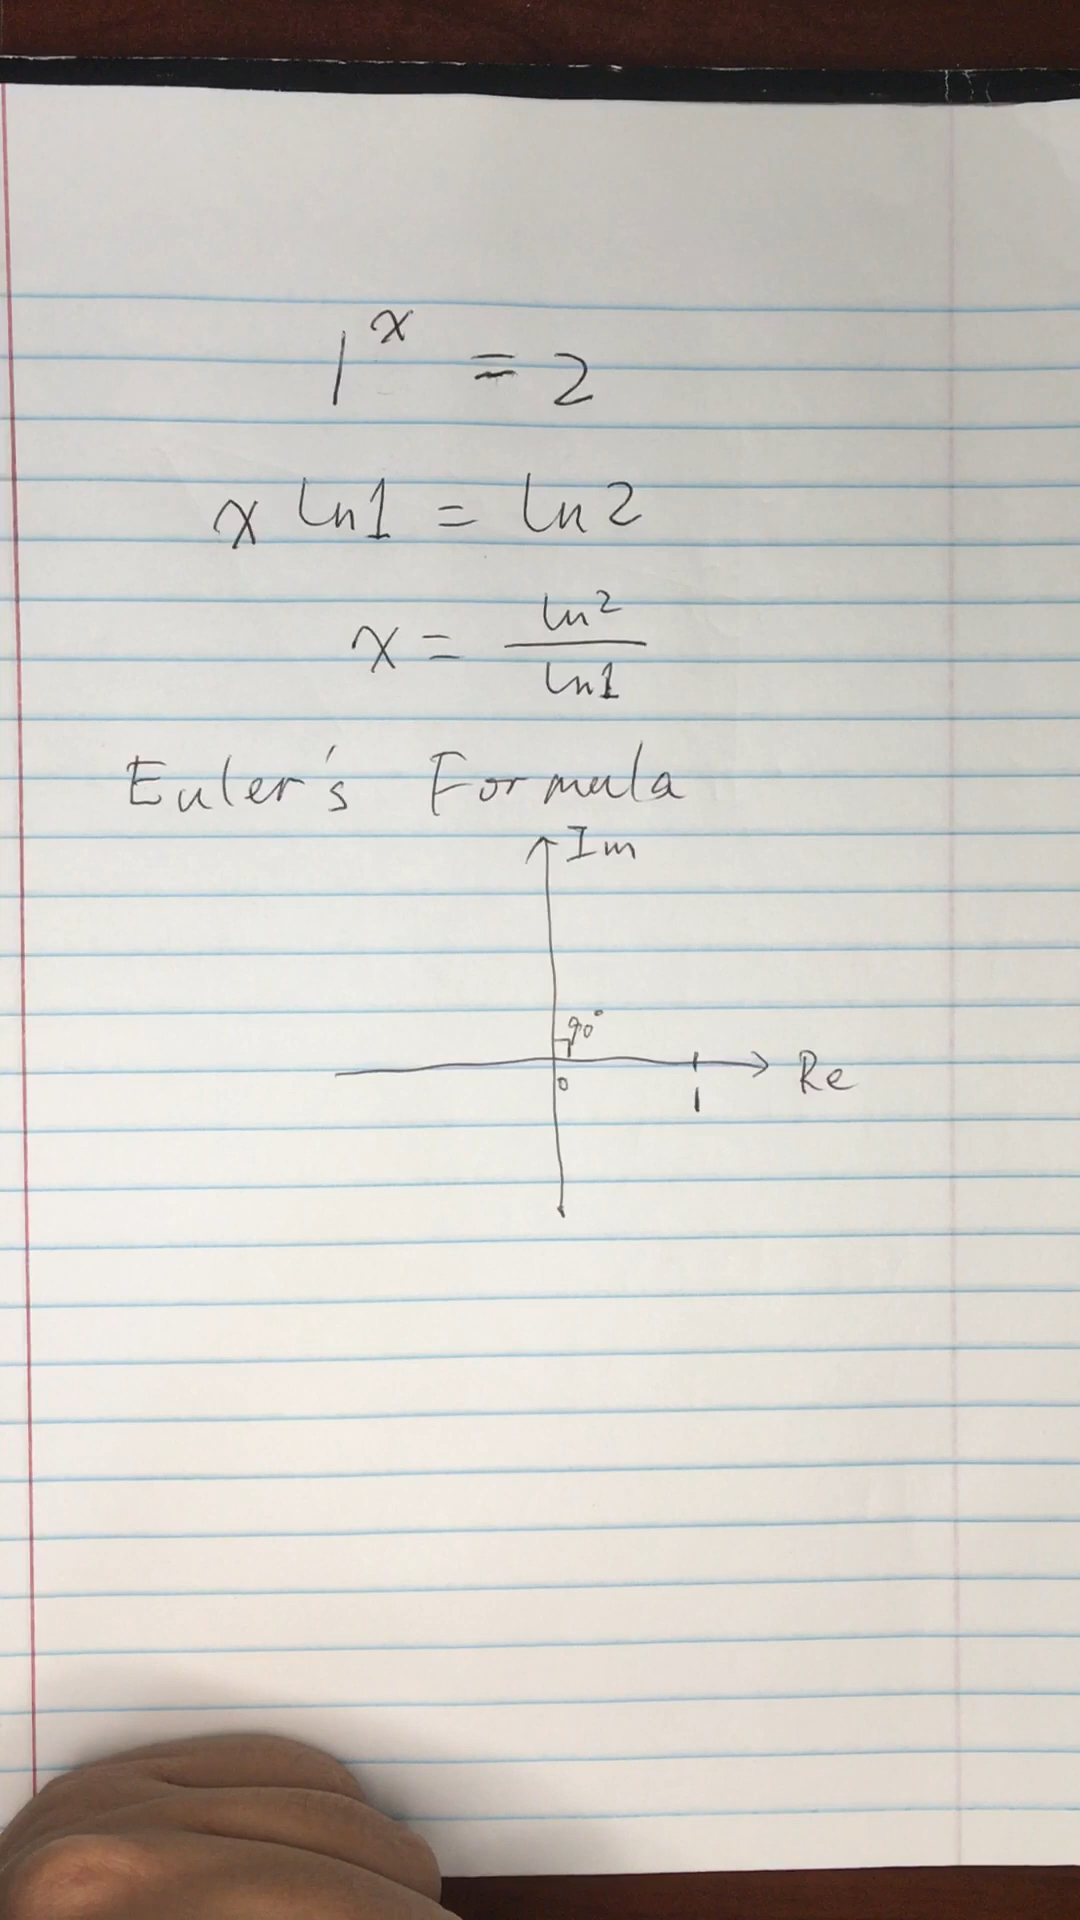 1^x = 2
x ln1 = ln2
x = ln2/ln1
Euler's Formula
Im
90°
Re
0
1